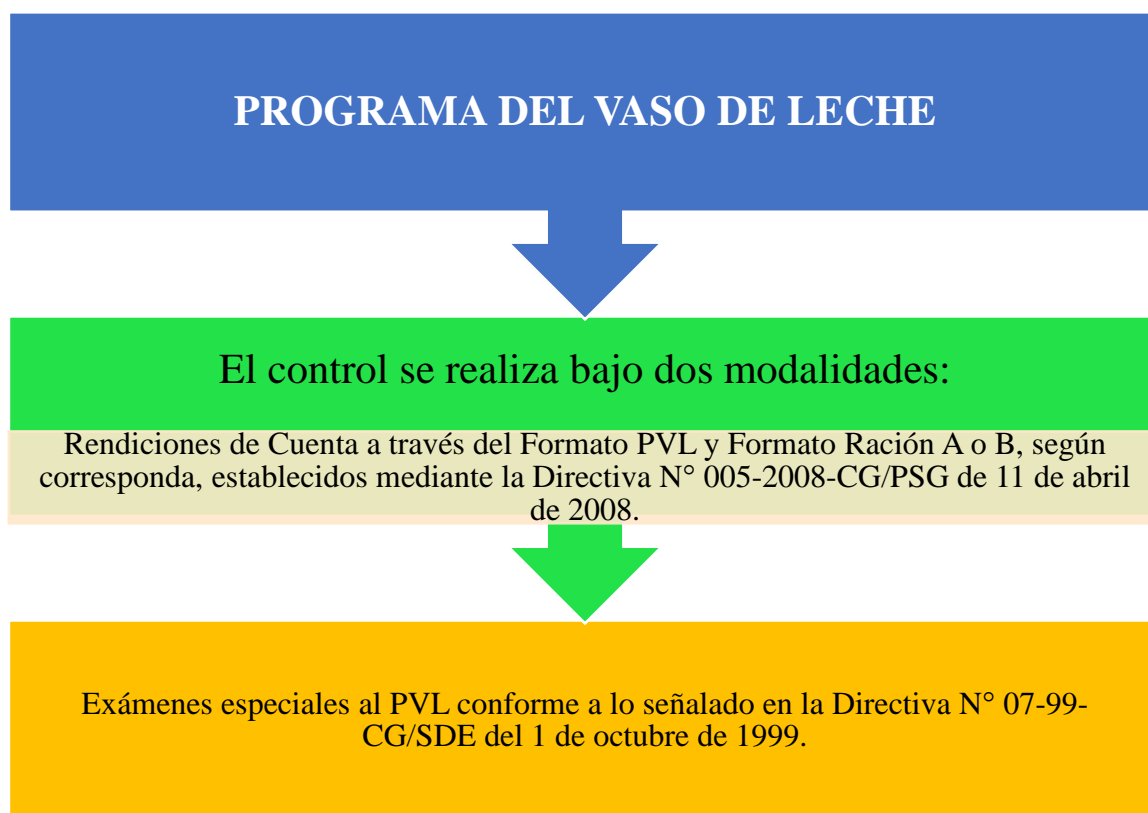 PROGRAMA DEL VASO DE LECHE
El control se realiza bajo dos modalidades:
Rendiciones de Cuenta a través del Formato PVL y Formato Ración A o B, según
corresponda, establecidos mediante la Directiva N° 005-2008-CG/PSG de 11 de abril
de 2008.
Exámenes especiales al PVL conforme a lo señalado en la Directiva N° 07-99-
CG/SDE del 1 de octubre de 1999.